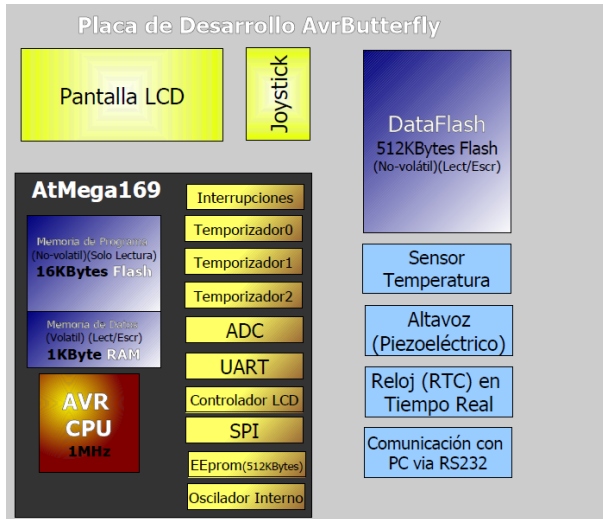 Placa de Desarrollo AvrButterfly
Pantalla LCD
Joystick
DataFlash
512KBytes Flash
(No-volátil)(Lect/Escr)
AtMega169
Memoria de Programa
(No-volatil)(Solo Lectura)
16KBytes Flash
Memoria de Datos
(Volatil) (Lect/Escr)
1KByte RAM
AVR
CPU
1MHz
Interrupciones
Temporizador0
Temporizador1
Temporizador2
ADC
UART
Controlador LCD
SPI
EEprom(512KBytes)
Oscilador Interno
Sensor
Temperatura
Altavoz
(Piezoeléctrico)
Reloj (RTC) en
Tiempo Real
Comunicación con
PC via RS232